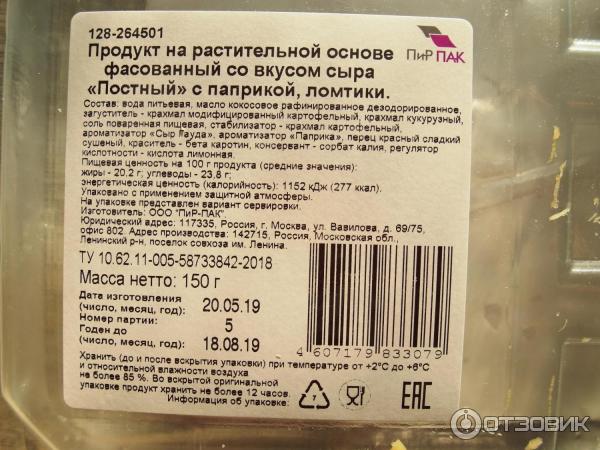 128-264501
ПиР ПАК
Продукт на растительной основе
фасованный со вкусом сыра
«Постный» с паприкой, ломтики.
Состав: вода питьевая, масло кокосовое рафинированное дезодорированное,
загуститель - крахмал модифицированный картофельный, крахмал кукурузный,
соль поваренная пищевая, стабилизатор - крахмал картофельный,
ароматизатор «Сыр Гауда», ароматизатор «Паприка», перец красный сладкий
сушеный, краситель - бета каротин, консервант - сорбат калия, регулятор
кислотности - кислота лимонная.
Пищевая ценность на 100 г продукта (средние значения):
жиры - 20,2 г; углеводы - 23,8 г;
энергетическая ценность (калорийность): 1152 кДж (277 ккал).
Упаковано с применением защитной атмосферы.
На упаковке представлен вариант сервировки.
Изготовитель: ООО "ПиР-ПАК"
Юридический адрес: 117335, Россия, г. Москва, ул. Вавилова, д. 69/75,
офис 802. Адрес производства: 142715, Россия, Московская обл.,
Ленинский р-н, поселок совхоза им. Ленина.
ТУ 10.62.11-005-58733842-2018
Масса нетто: 150 г
Дата изготовления
(число, месяц, год): 20.05.19
Номер партии 5
Годен до
(число, месяц, год): 18.08.19
4 607179 833079
Хранить (до и после вскрытия упаковки) при температуре от +2°С до +6°С
и относительной влажности воздуха
не более 85 %. Во вскрытой оригинальной
упаковке продукт хранить не более 12 часов.
Информация об упаковке:
7
EAC
ОТЗОВИК